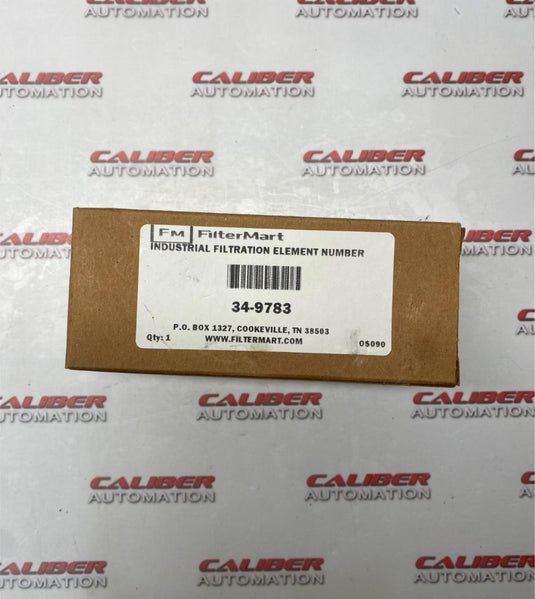 CALIBER
AUTOMATION
CALIBER
AUTOMATION
CALIBER
AUTOMATION
CALIBER
AUTOMATION
CALIBER
AUTOMATION
CALIBER
AUTOMATION
CALIBER
AUTOMATION
CALIBER
AUTOMATION
FM FilterMart
INDUSTRIAL FILTRATION ELEMENT NUMBER
34-9783
P.O. BOX 1327, COOKEVILLE, TN 38503
Qty: 1 WWW.FILTERMART.COM OS090
CALIBER
AUTOMATION
CALIBER
AUTOMATION
CALIBER
AUTOMATION
CALIBER
AUTOMATION
CALIBER
AUTOMATION
CALIBER
AUTOMATION